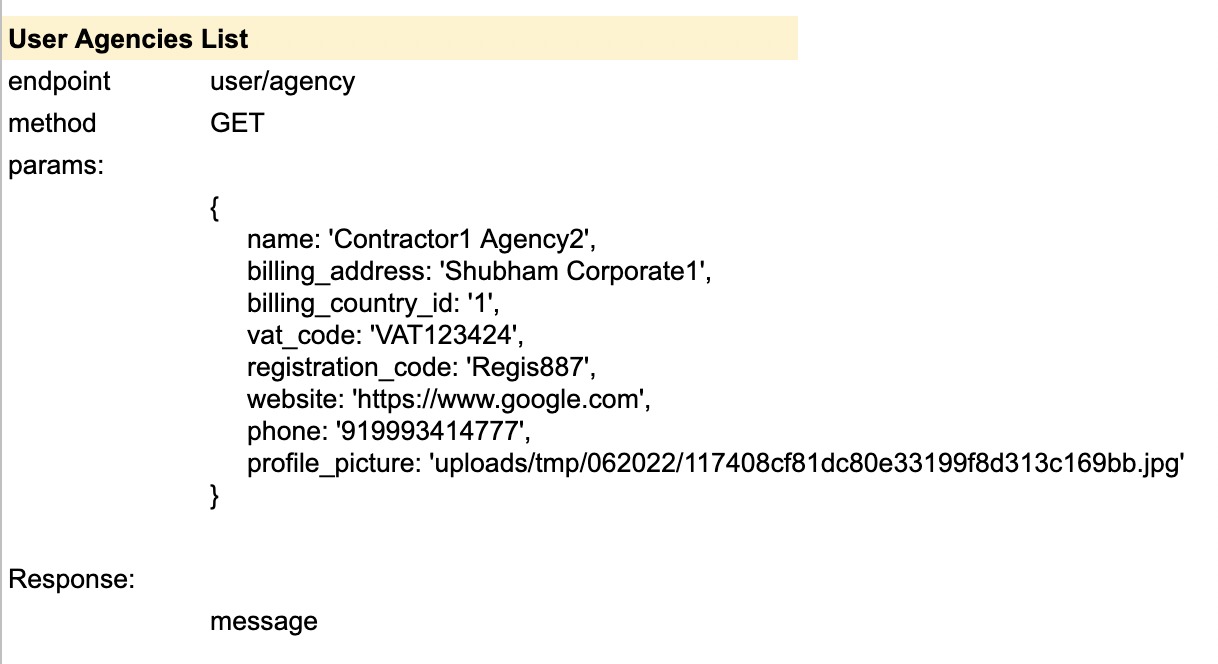 User Agencies List
endpoint user/agency
method GET
params:
{
name: 'Contractor1 Agency2',
billing_address: 'Shubham Corporate1',
billing_country_id: '1',
vat_code: 'VAT123424',
registration_code: 'Regis887',
website: 'https://www.google.com',
phone: '919993414777',
profile_picture: 'uploads/tmp/062022/117408cf81dc80e33199f8d313c169bb.jpg'
}
Response:
message